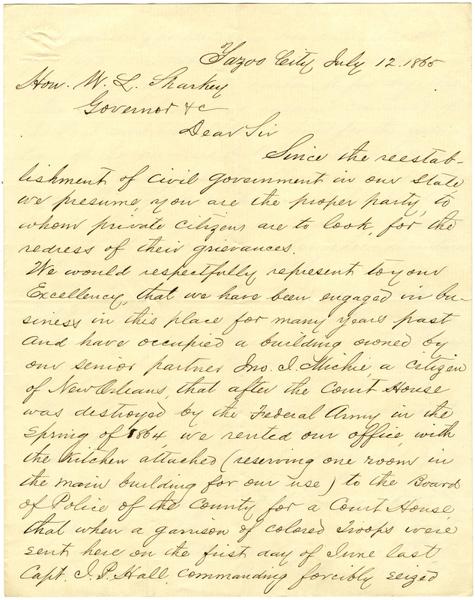 Yazoo City July 12. 1865
Hon. W. L. Sharkey
Governor &c
Dear Sir
Since the reestab-
lishment of Civil Government in our State
we presume you are the proper party, to
whom private citizens are to look, for the
redress of their grievances.
We would respectfully represent to your
Excellency, that we have been engaged in bu-
siness in this place for many years past
and have occupied a building owned by
our senior partner Jno. I. Michie a citizen
of New Orleans, that after the Court House
was destroyed by the Federal Army in the
Spring of 1864, we rented our office, with
the Kitchen attached (reserving one room in
the main building for our use) to the Board
of Police of the County for a Court House
that when a garrison of colored troops were
sent here on the first day of June last
Capt. J. P. Hall, commanding forcibly seized